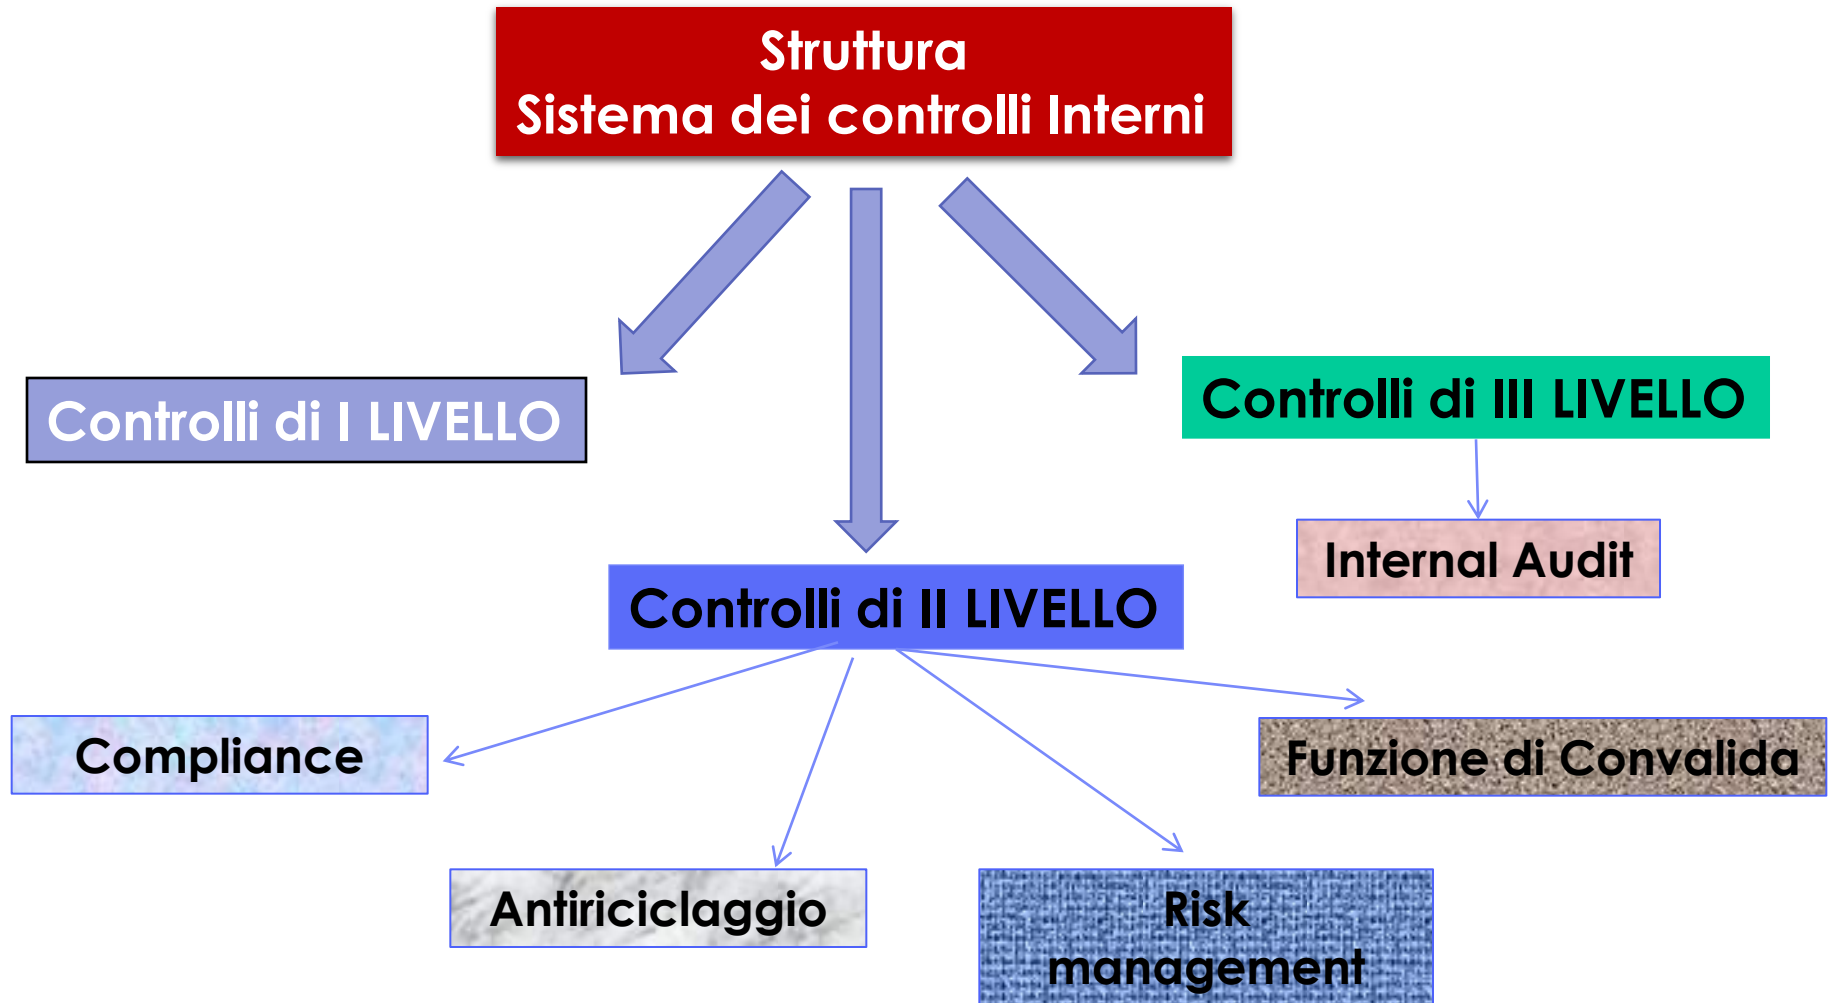 Struttura
Sistema dei controlli Interni
Controlli di I LIVELLO
Controlli di III LIVELLO
Internal Audit
Controlli di II LIVELLO
Compliance
Funzione di Convalida
Antiriciclaggio
Risk
management